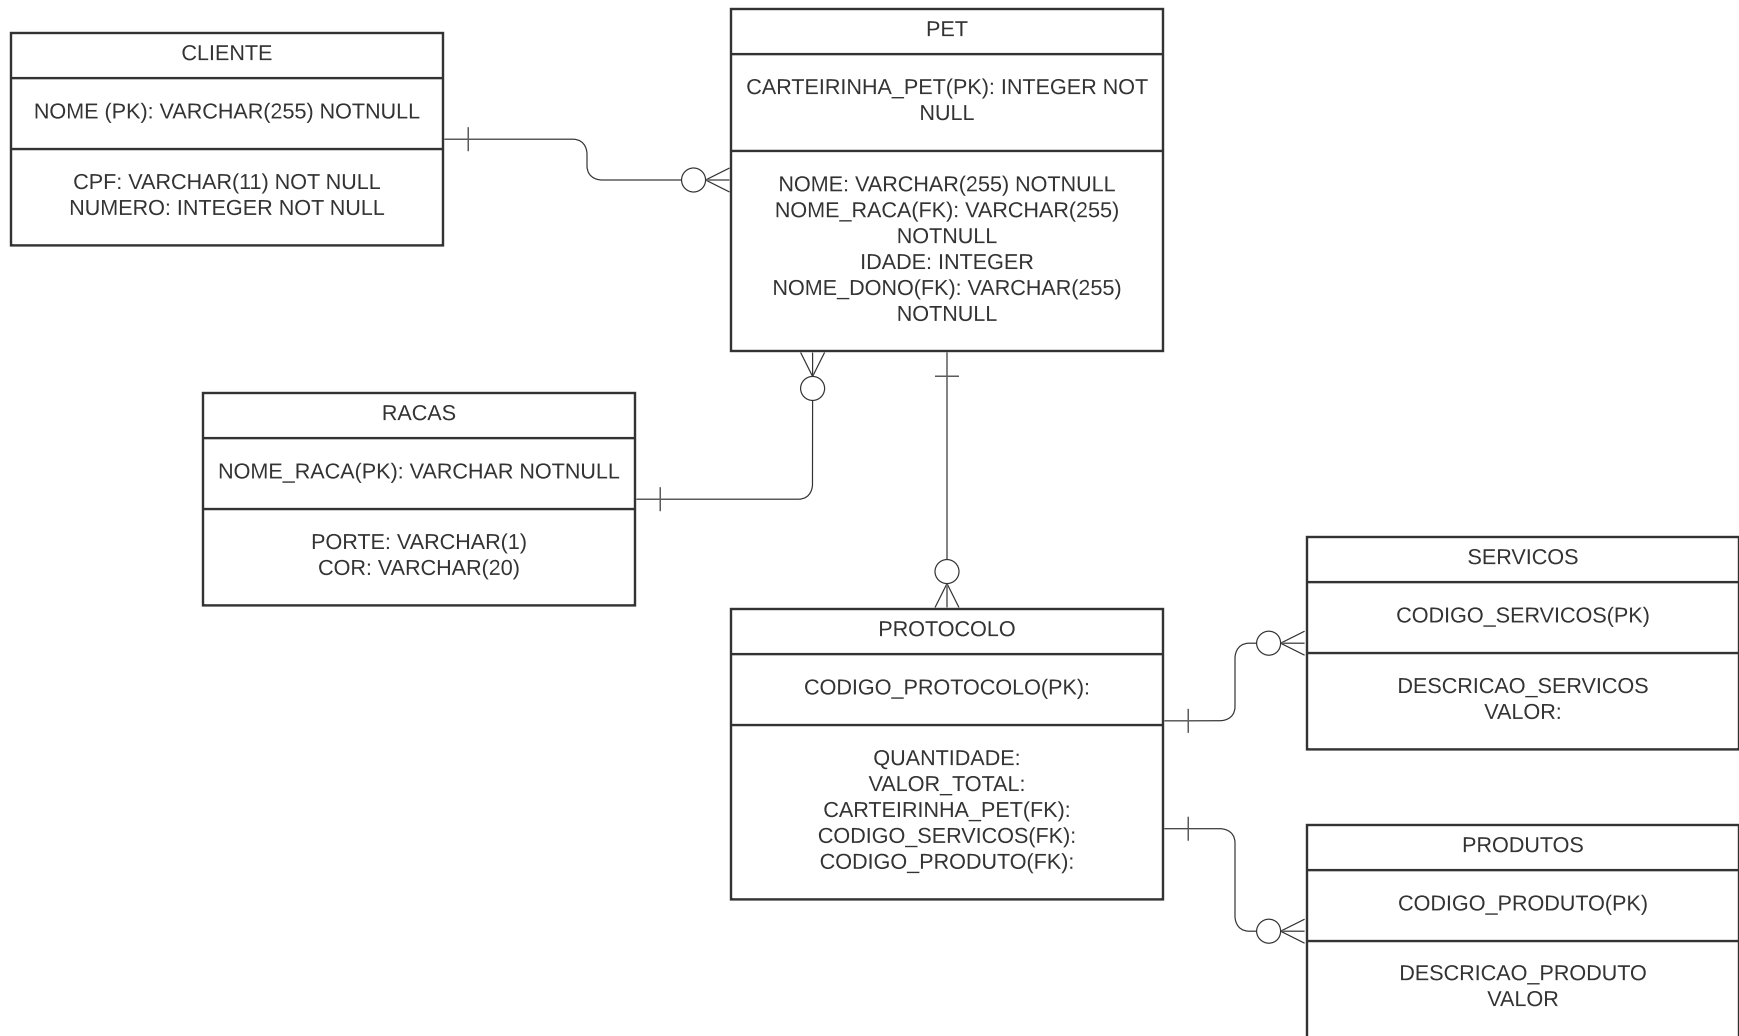 CLIENTE
NOME (PK): VARCHAR(255) NOTNULL
CPF: VARCHAR(11) NOT NULL
NUMERO: INTEGER NOT NULL
PET
CARTEIRINHA_PET(PK): INTEGER NOT
NULL
NOME: VARCHAR(255) NOTNULL
NOME_RACA(FK): VARCHAR(255)
NOTNULL
IDADE: INTEGER
NOME_DONO(FK): VARCHAR(255)
NOTNULL
RACAS
NOME_RACA(PK): VARCHAR NOTNULL
PORTE: VARCHAR(1)
COR: VARCHAR(20)
PROTOCOLO
CODIGO_PROTOCOLO(PK):
QUANTIDADE:
VALOR_TOTAL:
CARTEIRINHA_PET(FK):
CODIGO_SERVICOS(FK):
CODIGO_PRODUTO(FK):
SERVICOS
CODIGO_SERVICOS(PK)
DESCRICAO_SERVICOS
VALOR:
PRODUTOS
CODIGO_PRODUTO(PK)
DESCRICAO_PRODUTO
VALOR